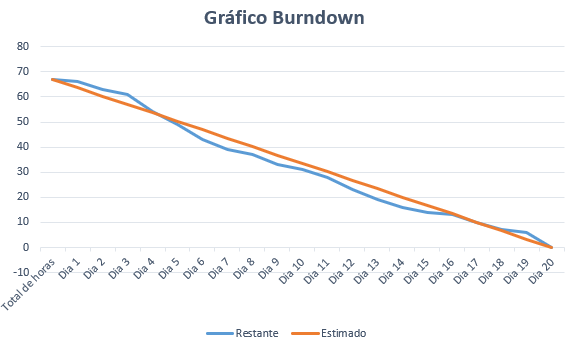 Gráfico Burndown
80
70
60
50
40
30
20
10
0
-10
Total de horas
Dia 1
Dia 2
Dia 3
Dia 4
Dia 5
Dia 6
Dia 7
Dia 8
Dia 9
Dia 10
Dia 11
Dia 12
Dia 13
Dia 14
Dia 15
Dia 16
Dia 17
Dia 18
Dia 19
Dia 20
Restante
Estimado